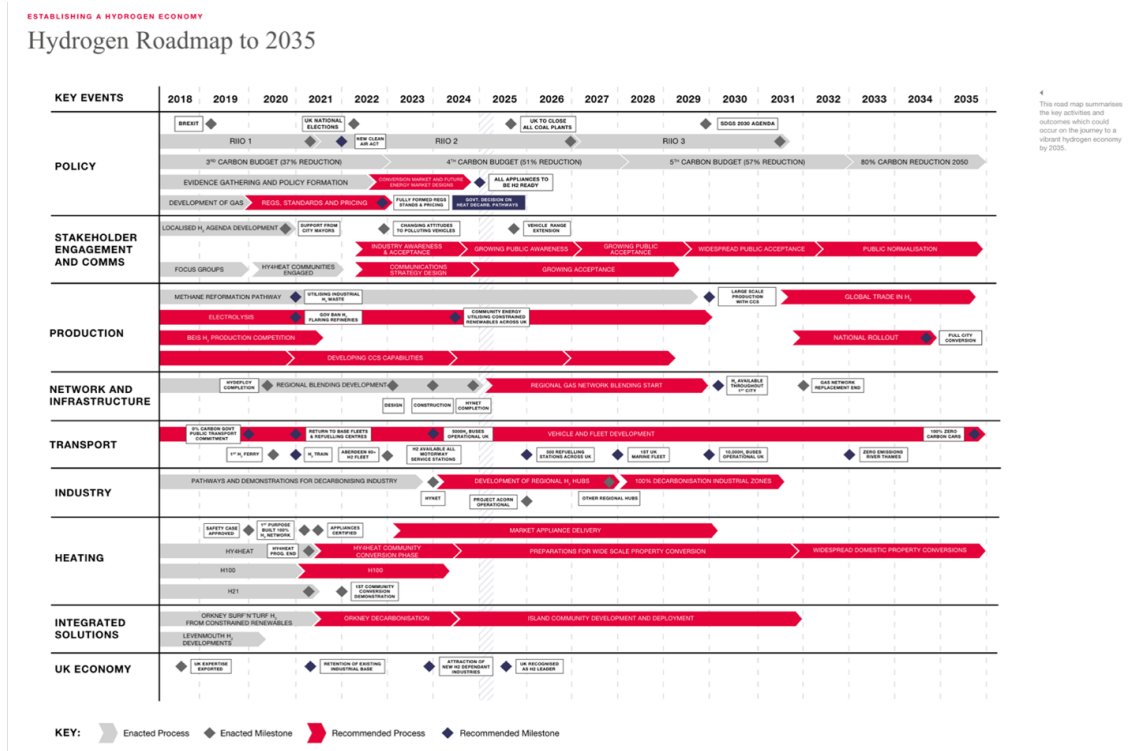 ESTABLISHING A HYDROGEN ECONOMY
Hydrogen Roadmap to 2035
This road map summarises
the key activities and
outcomes which could
occur on the journey to a
vibrant hydrogen economy
by 2035.
KEY EVENTS 2018 2019 2020 2021 2022 2023 2024 2025 2026 2027 2028 2029 2030 2031 2032 2033 2034 2035
POLICY
BREXIT
UK NATIONAL
ELECTIONS
UK TO CLOSE
ALL COAL PLANTS
SDGS 2030 AGENDA
RIIO 1
NEW CLEAN
AIR ACT
RIIO 2
RIIO 3
3RD CARBON BUDGET (37% REDUCTION)
4TH CARBON BUDGET (51% REDUCTION)
5TH CARBON BUDGET (57% REDUCTION)
80% CARBON REDUCTION 2050
EVIDENCE GATHERING AND POLICY FORMATION
CONVERSION MARKET AND FUTURE
ENERGY MARKET DESIGNS
ALL APPLIANCES TO
BE H2 READY
DEVELOPMENT OF GAS
REGS, STANDARDS AND PRICING
FULLY FORMED REGS
STANDS & PRICING
GOVT. DECISION ON
HEAT DECARB. PATHWAYS
STAKEHOLDER
ENGAGEMENT
AND COMMS
LOCALISED H2 AGENDA DEVELOPMENT
SUPPORT FROM
CITY MAYORS
CHANGING ATTITUDES
TO POLLUTING VEHICLES
VEHICLE RANGE
EXTENSION
INDUSTRY AWARENESS
& ACCEPTANCE
GROWING PUBLIC AWARENESS
GROWING PUBLIC
ACCEPTANCE
WIDESPREAD PUBLIC ACCEPTANCE
PUBLIC NORMALISATION
FOCUS GROUPS
HY4HEAT COMMUNITIES
ENGAGED
COMMUNICATIONS
STRATEGY DESIGN
GROWING ACCEPTANCE
PRODUCTION
METHANE REFORMATION PATHWAY
UTILISING INDUSTRIAL
H2 WASTE
LARGE SCALE
PRODUCTION
WITH CCS
GLOBAL TRADE IN H2
ELECTROLYSIS
GOV BAN H2
FLARING REFINERIES
COMMUNITY ENERGY
UTILISING CONSTRAINED
RENEWABLES ACROSS UK
BEIS H2 PRODUCTION COMPETITION
NATIONAL ROLLOUT
FULL CITY
CONVERSION
DEVELOPING CCS CAPABILITIES
NETWORK AND
INFRASTRUCTURE
HYDEPLOY
COMPLETION
REGIONAL BLENDING DEVELOPMENT
REGIONAL GAS NETWORK BLENDING START
H2 AVAILABLE
THROUGHOUT
1ST CITY
GAS NETWORK
REPLACEMENT END
DESIGN
CONSTRUCTION
HYNET
COMPLETION
TRANSPORT
0% CARBON GOVT
PUBLIC TRANSPORT
COMMITMENT
RETURN TO BASE FLEETS
& REFUELLING CENTRES
5000H2 BUSES
OPERATIONAL UK
VEHICLE AND FLEET DEVELOPMENT
100% ZERO
CARBON CARS
1ST H2 FERRY
H2 TRAIN
ABERDEEN 60+
H2 FLEET
H2 AVAILABLE ALL
MOTORWAY
SERVICE STATIONS
500 REFUELLING
STATIONS ACROSS UK
1ST UK
MARINE FLEET
10,000H2 BUSES
OPERATIONAL UK
ZERO EMISSIONS
RIVER THAMES
INDUSTRY
PATHWAYS AND DEMONSTRATIONS FOR DECARBONISING INDUSTRY
DEVELOPMENT OF REGIONAL H2 HUBS
100% DECARBONISATION INDUSTRIAL ZONES
HYNET
PROJECT ACORN
OPERATIONAL
OTHER REGIONAL HUBS
HEATING
SAFETY CASE
APPROVED
1ST PURPOSE
BUILT 100%
H2 NETWORK
APPLIANCES
CERTIFIED
MARKET APPLIANCE DELIVERY
HY4HEAT
HY4HEAT
PROG. END
HY4HEAT COMMUNITY
CONVERSION PHASE
PREPARATIONS FOR WIDE SCALE PROPERTY CONVERSION
WIDESPREAD DOMESTIC PROPERTY CONVERSIONS
H100
H100
H21
1ST COMMUNITY
CONVERSION
DEMONSTRATION
INTEGRATED
SOLUTIONS
ORKNEY SURF'N'TURF H2
FROM CONSTRAINED RENEWABLES
ORKNEY DECARBONISATION
ISLAND COMMUNITY DEVELOPMENT AND DEPLOYMENT
LEVENMOUTH H2
DEVELOPMENTS
UK ECONOMY
UK EXPERTISE
EXPORTED
RETENTION OF EXISTING
INDUSTRIAL BASE
ATTRACTION OF
NEW H2 DEPENDANT
INDUSTRIES
UK RECOGNISED
AS H2 LEADER
KEY: Enacted Process Enacted Milestone Recommended Process Recommended Milestone